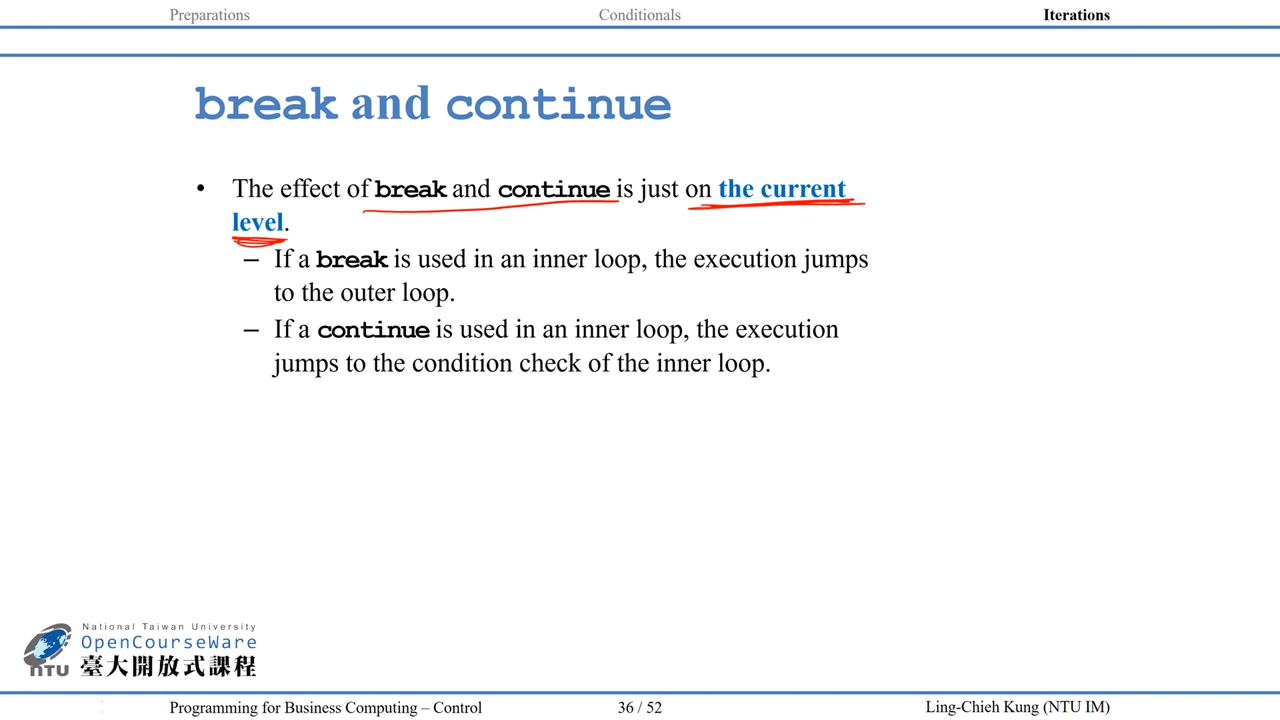 Preparations Conditionals Iterations
break and continue
• The effect of break and continue is just on the current
level.
– If a break is used in an inner loop, the execution jumps
to the outer loop.
– If a continue is used in an inner loop, the execution
jumps to the condition check of the inner loop.
National Taiwan University
OpenCourseWare
臺大開放式課程
NTU
Programming for Business Computing – Control 36 / 52 Ling-Chieh Kung (NTU IM)